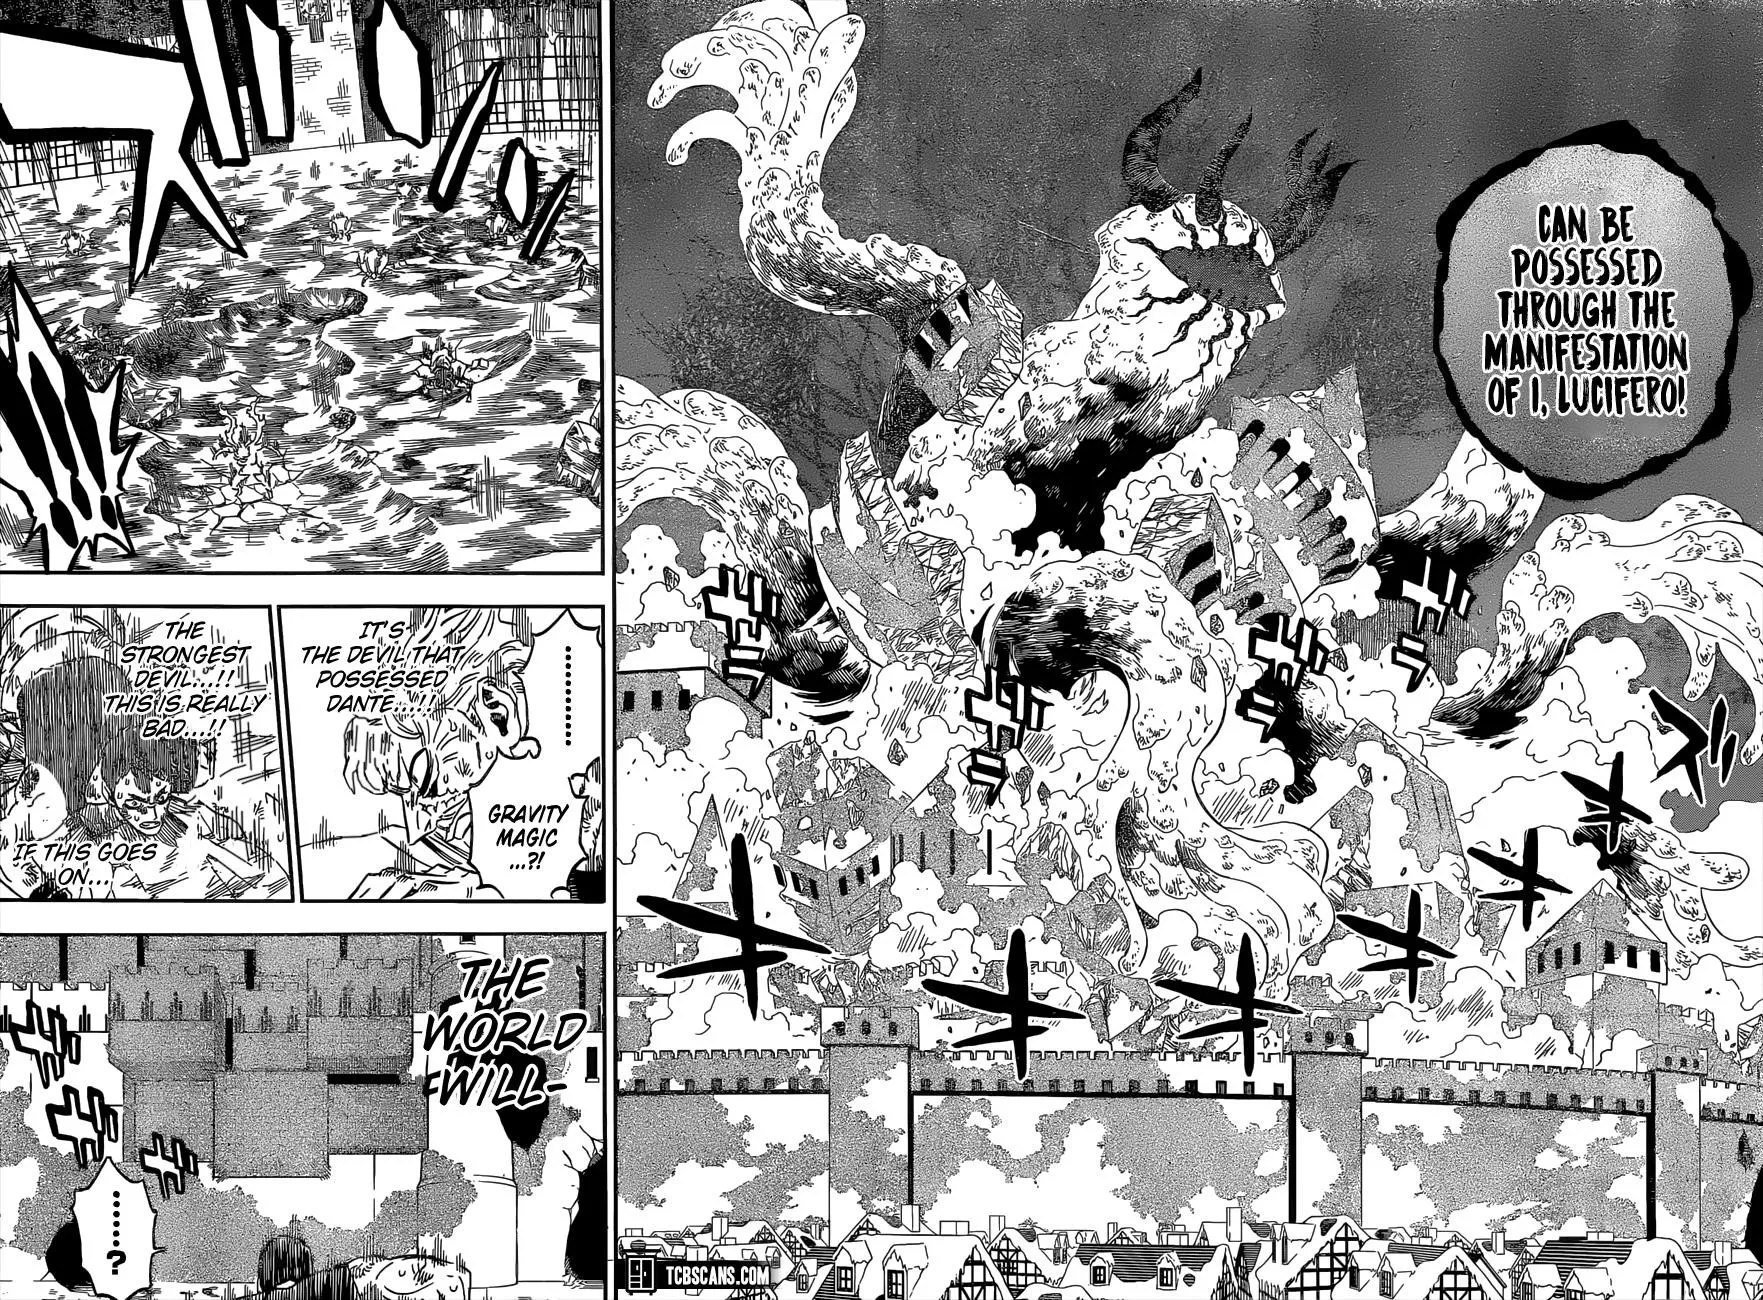 CAN BE
POSSESSED
THROUGH THE
MANIFESTATION
OF I, LUCIFERO!
GRAVITY
MAGIC
...?!
IT'S
THE DEVIL THAT
POSSESSED
DANTE...!!
THE
STRONGEST
DEVIL...!!
THIS IS REALLY
BAD...!!
IF THIS GOES
ON...
THE
WORLD
WILL-
........?
TCBSCANS.COM